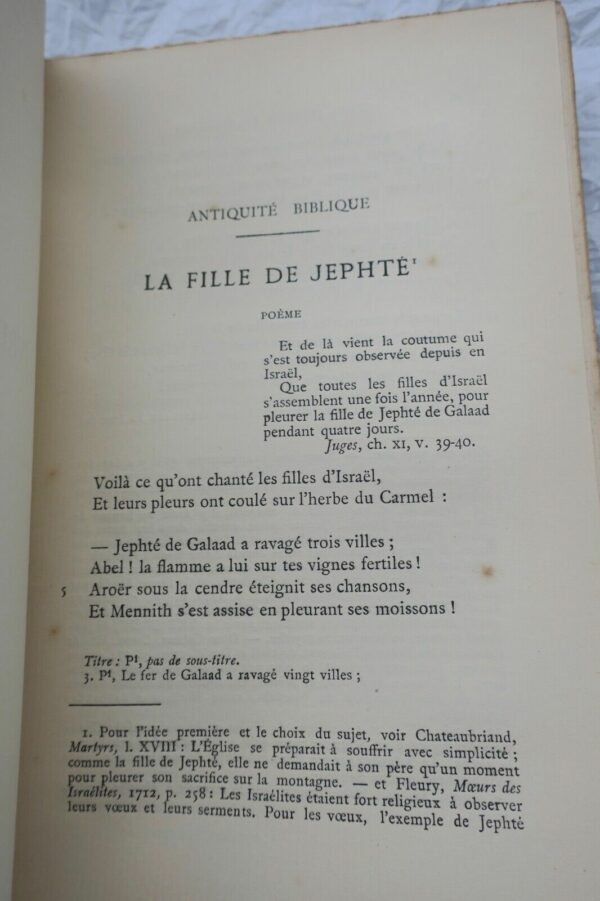 ANTIQUITÉ BIBLIQUE
LA FILLE DE JEPHTÉ¹
POÈME
Et de là vient la coutume qui
s'est toujours observée depuis en
Israël,
Que toutes les filles d'Israël
s'assemblent une fois l'année, pour
pleurer la fille de Jephté de Galaad
pendant quatre jours.
Juges, ch. XI, v. 39-40.
Voilà ce qu'ont chanté les filles d'Israël,
Et leurs pleurs ont coulé sur l'herbe du Carmel :
— Jephté de Galaad a ravagé trois villes ;
Abel ! la flamme a lui sur tes vignes fertiles !
5 Aroër sous la cendre éteignit ses chansons,
Et Mennith s'est assise en pleurant ses moissons !
Titre : P¹, pas de sous-titre.
3. P¹, Le fer de Galaad a ravagé vingt villes ;
1. Pour l'idée première et le choix du sujet, voir Chateaubriand,
Martyrs, l. XVIII : L'Église se préparait à souffrir avec simplicité ;
comme la fille de Jephté, elle ne demandait à son père qu'un moment
pour pleurer son sacrifice sur la montagne. — et Fleury, Mœurs des
Israélites, 1712, p. 258 : Les Israélites étaient fort religieux à observer
leurs vœux et leurs serments. Pour les vœux, l'exemple de Jephté